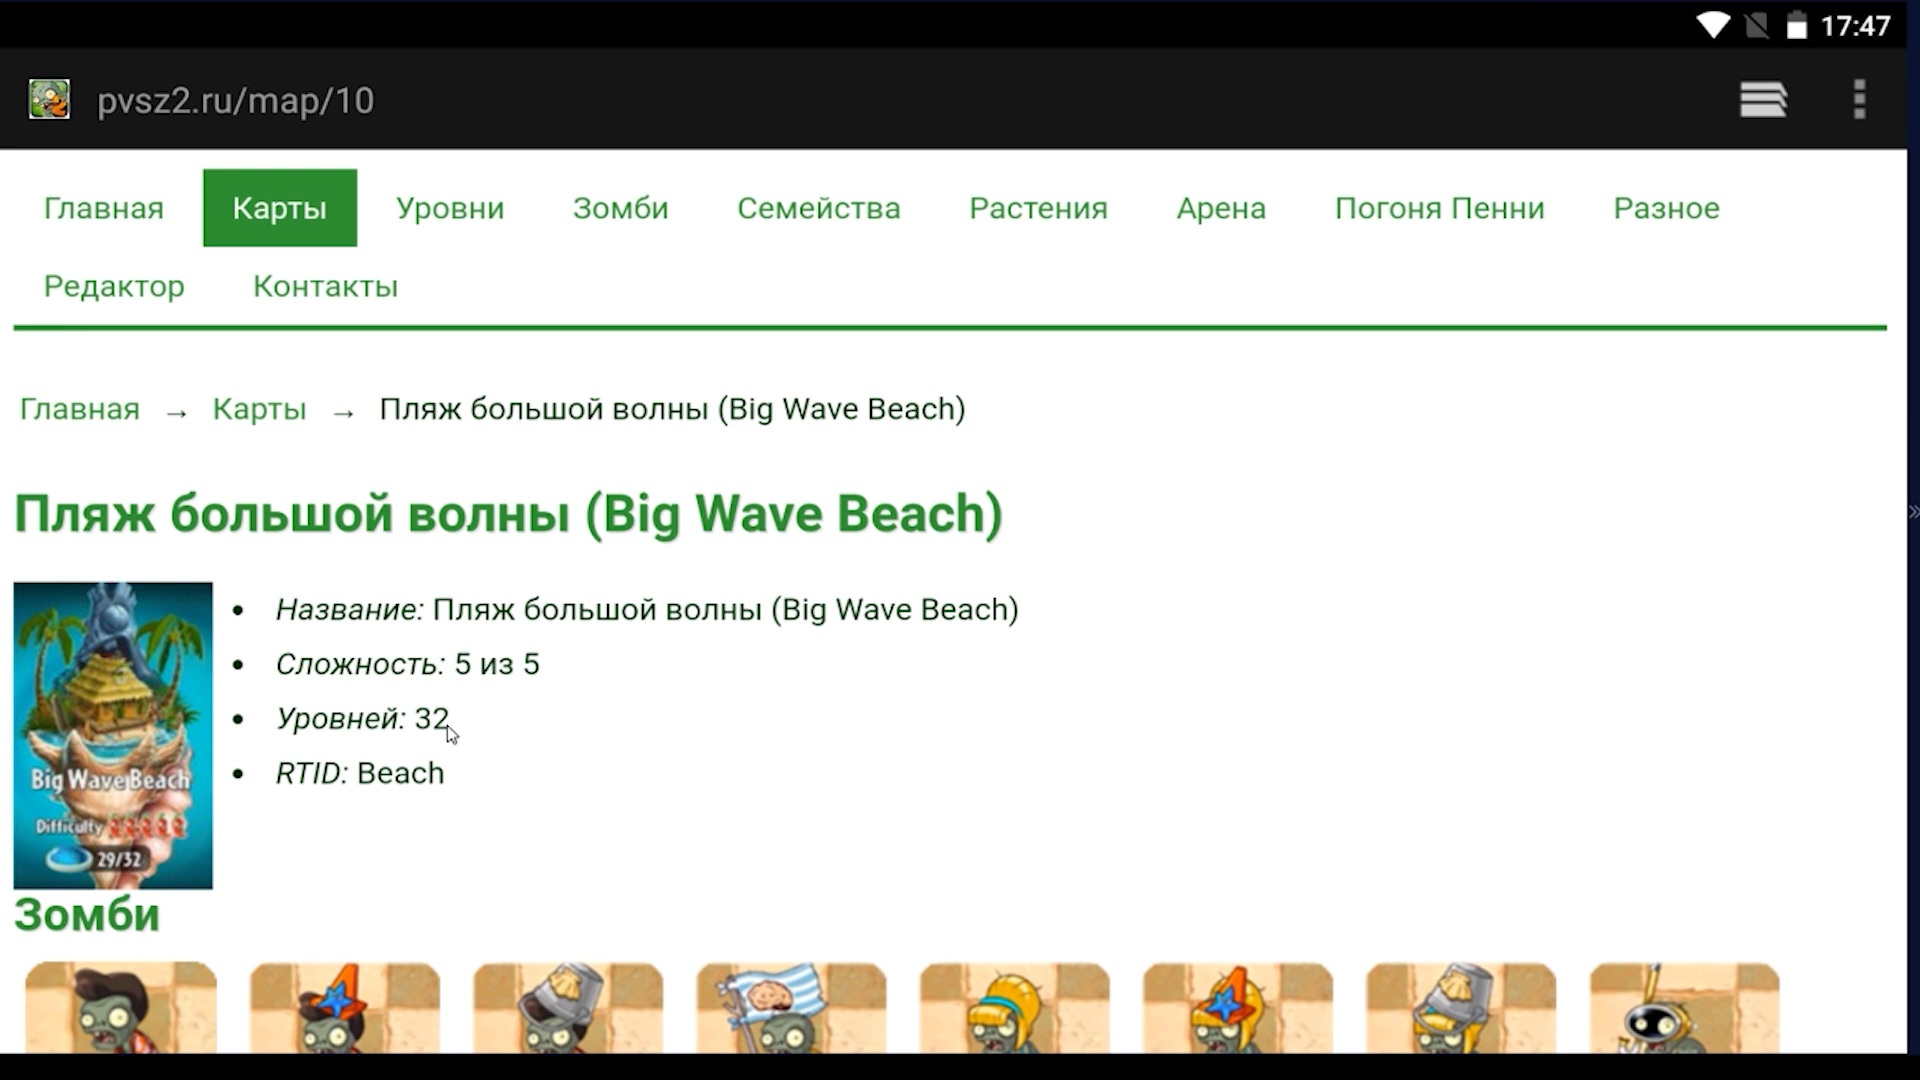 17:47
pvsz2.ru/map/10
Главная Карты Уровни Зомби Семейства Растения Арена Погоня Пенни Разное
Редактор Контакты
Главная → Карты → Пляж большой волны (Big Wave Beach)
Пляж большой волны (Big Wave Beach)
• Название: Пляж большой волны (Big Wave Beach)
• Сложность: 5 из 5
• Уровней: 32
• RTID: Beach
Big Wave Beach
Difficulty
29/32
Зомби